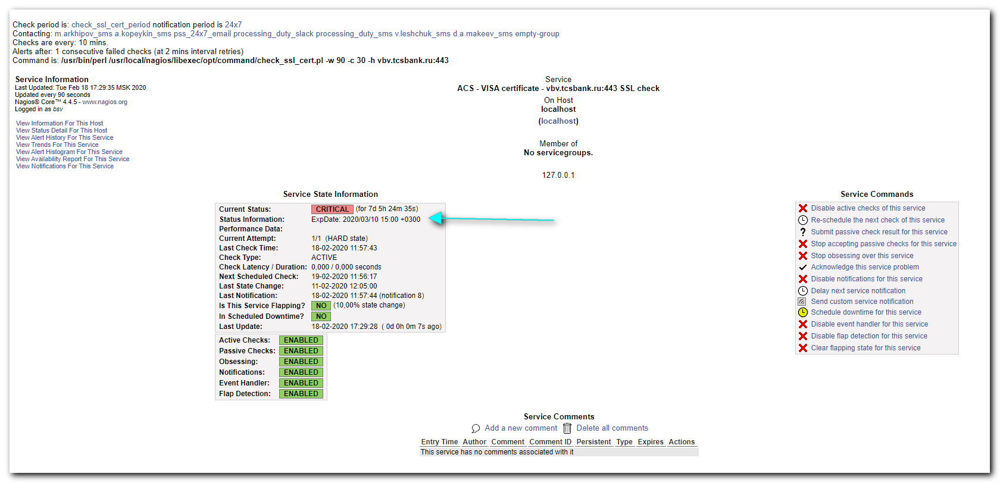 Check period is: check_ssl_cert_period notification period is 24x7
Contacting: m.arkhipov_sms a.kopeykin_sms pss_24x7_email processing_duty_slack processing_duty_sms v.leshchuk_sms d.a.makeev_sms empty-group
Checks are every: 10 mins.
Alerts after: 1 consecutive failed checks (at 2 mins interval retries)
Command is: /usr/bin/perl /usr/local/nagios/libexec/opt/command/check_ssl_cert.pl -w 90 -c 30 -h vbv.tcsbank.ru:443
Service Information
Last Updated: Tue Feb 18 17:29:35 MSK 2020
Updated every 90 seconds
Nagios® Core™ 4.4.5 - www.nagios.org
Logged in as bsv
View Information For This Host
View Status Detail For This Host
View Alert History For This Service
View Trends For This Service
View Alert Histogram For This Service
View Availability Report For This Service
View Notifications For This Service
Service
ACS - VISA certificate - vbv.tcsbank.ru:443 SSL check
On Host
localhost
(localhost)
Member of
No servicegroups.
127.0.0.1
Service State Information
Current Status: CRITICAL (for 7d 5h 24m 35s)
Status Information: ExpDate: 2020/03/10 15:00 +0300
Performance Data:
Current Attempt: 1/1 (HARD state)
Last Check Time: 18-02-2020 11:57:43
Check Type: ACTIVE
Check Latency / Duration: 0,000 / 0,000 seconds
Next Scheduled Check: 19-02-2020 11:56:17
Last State Change: 11-02-2020 12:05:00
Last Notification: 18-02-2020 11:57:44 (notification 8)
Is This Service Flapping? NO (10,00% state change)
In Scheduled Downtime? NO
Last Update: 18-02-2020 17:29:28 ( 0d 0h 0m 7s ago)
Active Checks: ENABLED
Passive Checks: ENABLED
Obsessing: ENABLED
Notifications: ENABLED
Event Handler: ENABLED
Flap Detection: ENABLED
Service Commands
Disable active checks of this service
Re-schedule the next check of this service
Submit passive check result for this service
Stop accepting passive checks for this service
Stop obsessing over this service
Acknowledge this service problem
Disable notifications for this service
Delay next service notification
Send custom service notification
Schedule downtime for this service
Disable event handler for this service
Disable flap detection for this service
Clear flapping state for this service
Service Comments
Add a new comment Delete all comments
Entry Time Author Comment Comment ID Persistent Type Expires Actions
This service has no comments associated with it